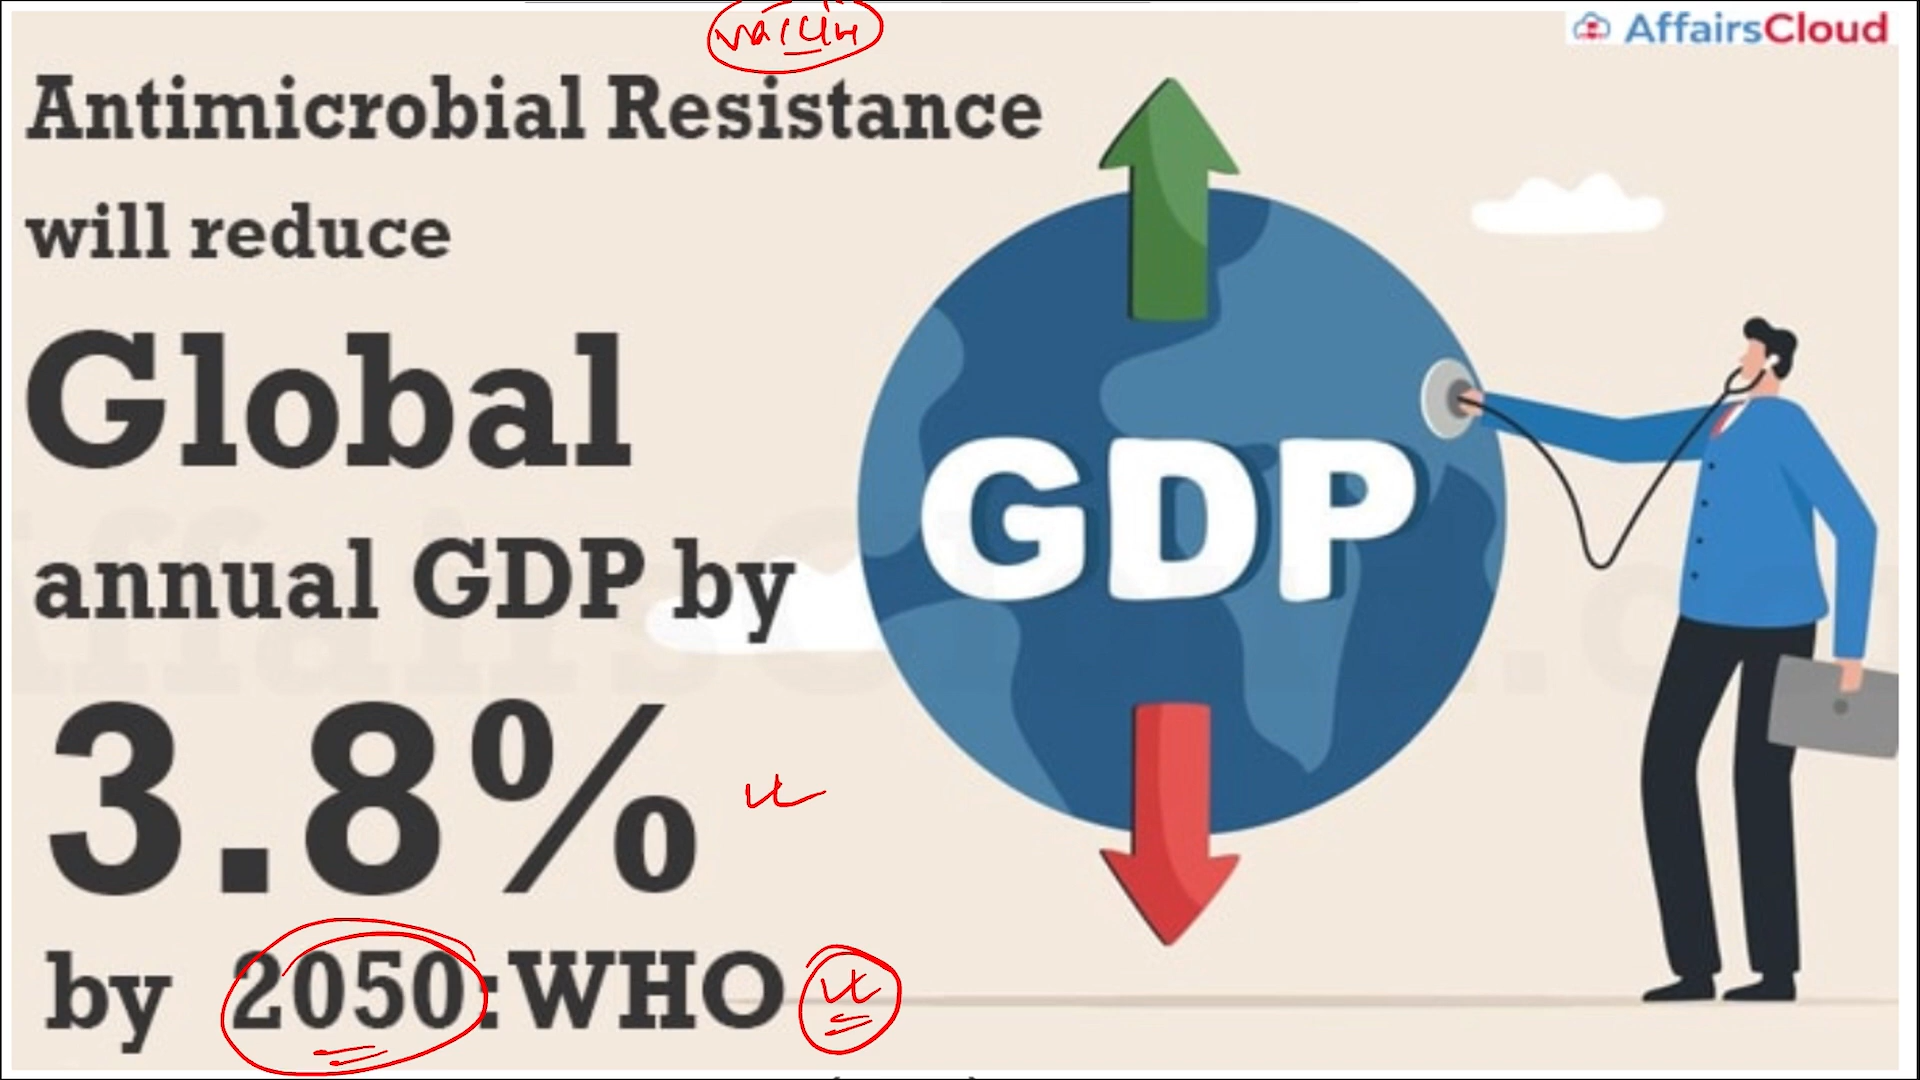 AffairsCloud
Antimicrobial Resistance
will reduce
Global
annual GDP by
3.8%
by 2050:WHO
GDP